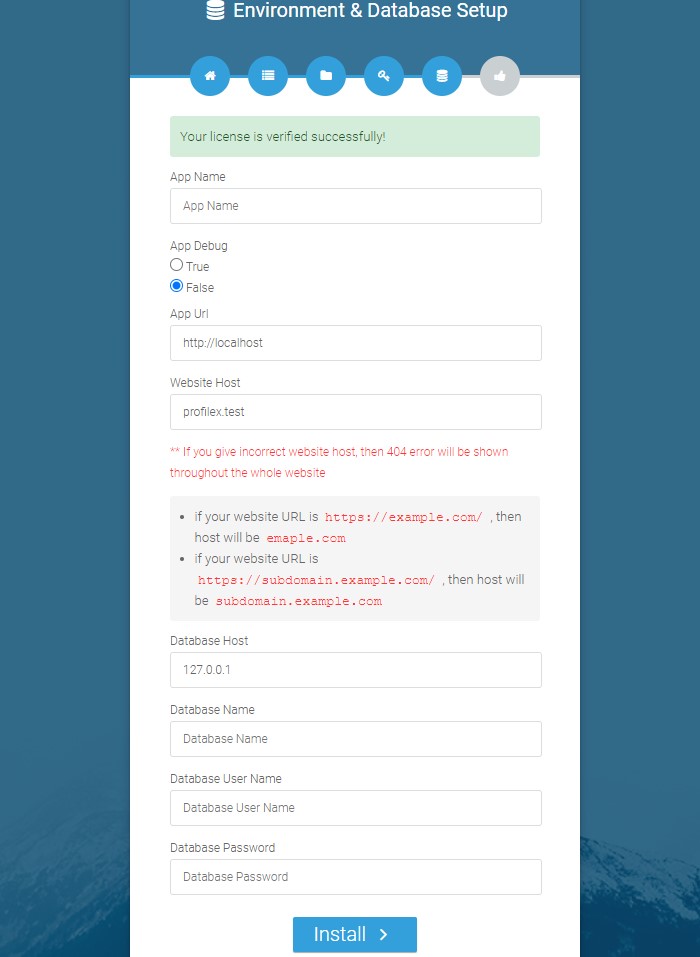 Environment & Database Setup
Your license is verified successfully!
App Name
App Name
App Debug
True
False
App Url
http://localhost
Website Host
profilex.test
** If you give incorrect website host, then 404 error will be shown
throughout the whole website
if your website URL is https://example.com/ , then
host will be emaple.com
if your website URL is
https://subdomain.example.com/ , then host will
be subdomain.example.com
Database Host
127.0.0.1
Database Name
Database Name
Database User Name
Database User Name
Database Password
Database Password
Install